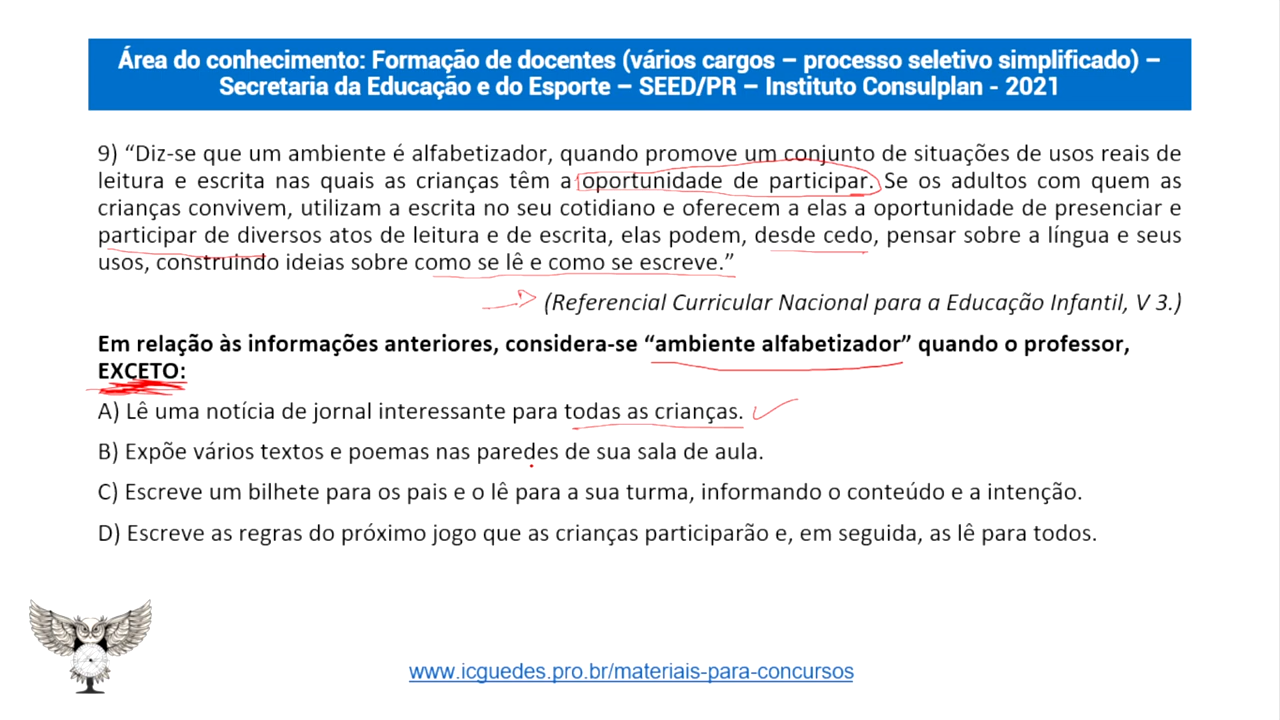 Área do conhecimento: Formação de docentes (vários cargos – processo seletivo simplificado) –
Secretaria da Educação e do Esporte – SEED/PR – Instituto Consulplan - 2021
9) “Diz-se que um ambiente é alfabetizador, quando promove um conjunto de situações de usos reais de
leitura e escrita nas quais as crianças têm a oportunidade de participar. Se os adultos com quem as
crianças convivem, utilizam a escrita no seu cotidiano e oferecem a elas a oportunidade de presenciar e
participar de diversos atos de leitura e de escrita, elas podem, desde cedo, pensar sobre a língua e seus
usos, construindo ideias sobre como se lê e como se escreve.”
(Referencial Curricular Nacional para a Educação Infantil, V 3.)
Em relação às informações anteriores, considera-se “ambiente alfabetizador” quando o professor,
EXCETO:
A) Lê uma notícia de jornal interessante para todas as crianças.
B) Expõe vários textos e poemas nas paredes de sua sala de aula.
C) Escreve um bilhete para os pais e o lê para a sua turma, informando o conteúdo e a intenção.
D) Escreve as regras do próximo jogo que as crianças participarão e, em seguida, as lê para todos.
www.icguedes.pro.br/materiais-para-concursos